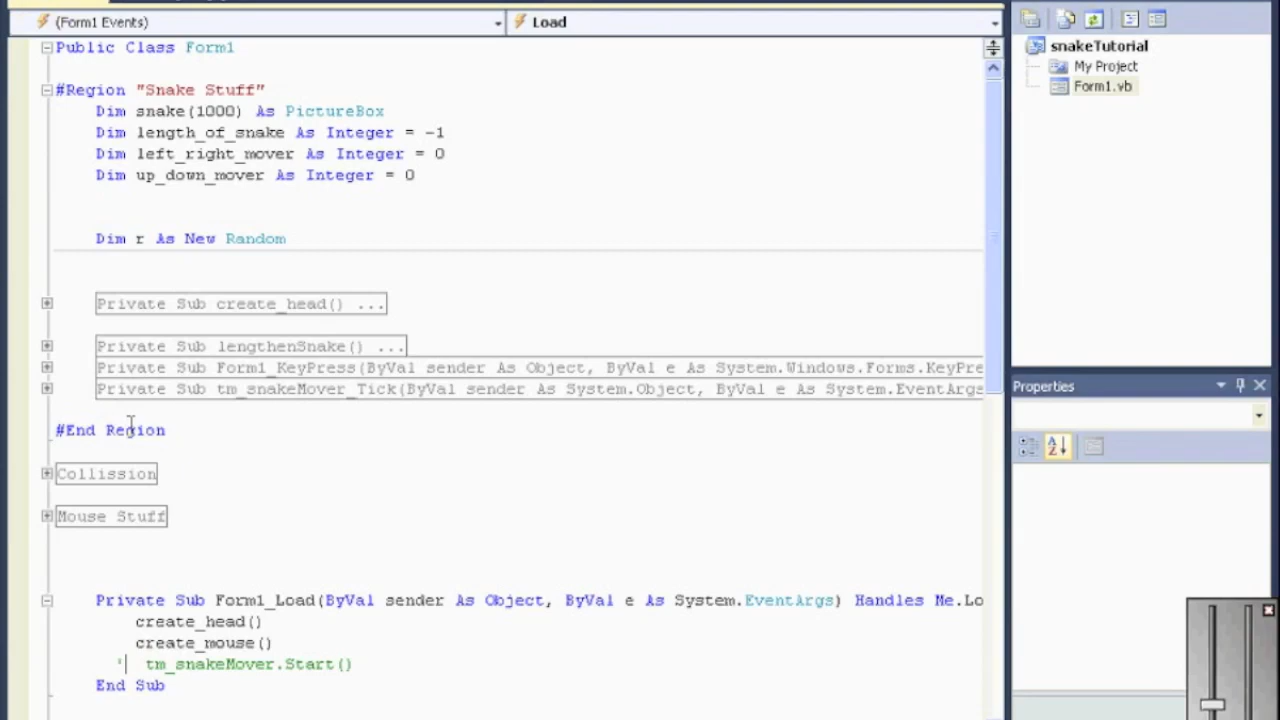 (Form1 Events)
Load
Public Class Form1
#Region "Snake Stuff"
Dim snake(1000) As PictureBox
Dim length_of_snake As Integer = -1
Dim left_right_mover As Integer = 0
Dim up_down_mover As Integer = 0
Dim r As New Random
Private Sub create_head() ...
Private Sub lengthenSnake() ...
Private Sub Form1_KeyPress(ByVal sender As Object, ByVal e As System.Windows.Forms.KeyPre
Private Sub tm_snakeMover_Tick(ByVal sender As System.Object, ByVal e As System.EventArgs
#End Region
Collission
Mouse Stuff
Private Sub Form1_Load(ByVal sender As Object, ByVal e As System.EventArgs) Handles Me.Lo
create_head()
create_mouse()
' tm_snakeMover.Start()
End Sub
snakeTutorial
My Project
Form1.vb
Properties